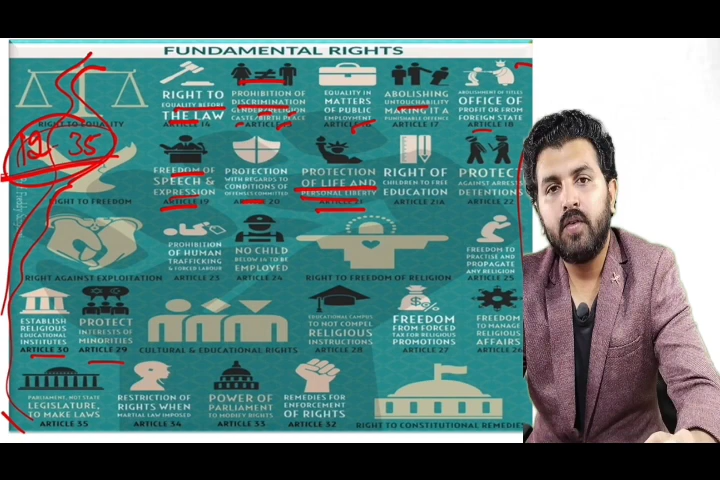 FUNDAMENTAL RIGHTS
RIGHT TO EQUALITY
RIGHT TO
EQUALITY BEFORE
THE LAW
ARTICLE 14
PROHIBITION OF
DISCRIMINATION
GENDER/RELIGION
CASTE/BIRTH PLACE
ARTICLE
EQUALITY IN
MATTERS
OF PUBLIC
EMPLOYMENT
ABOLISHING
UNTOUCHABILITY
MAKING IT A
PUNISHABLE OFFENCE
ARTICLE 17
ABOLISHMENT OF TITLES
OFFICE OF
PROFIT OR FROM
FOREIGN STATE
ARTICLE 18
12 35
RIGHT TO FREEDOM
FREEDOM OF
SPEECH &
EXPRESSION
ARTICLE 19
PROTECTION
WITH REGARDS TO
CONDITIONS OF
OFFENCES COMMITTED
ARTICLE 20
PROTECTION
OF LIFE AND
PERSONAL LIBERTY
ARTICLE 21
RIGHT OF
CHILDREN TO FREE
EDUCATION
ARTICLE 21A
PROTECT
AGAINST ARREST
DETENTIONS
ARTICLE 22
RIGHT AGAINST EXPLOITATION
PROHIBITION
OF HUMAN
TRAFFICKING
& FORCED LABOUR
ARTICLE 23
NO CHILD
BELOW 14 TO BE
EMPLOYED
ARTICLE 24
RIGHT TO FREEDOM OF RELIGION
FREEDOM TO
PRACTISE AND
PROPAGATE
ANY RELIGION
ARTICLE 25
ESTABLISH
RELIGIOUS
EDUCATIONAL
INSTITUTES
ARTICLE 30
PROTECT
INTERESTS OF
MINORITIES
ARTICLE 29
CULTURAL & EDUCATIONAL RIGHTS
EDUCATIONAL CAMPUS
TO NOT COMPEL
RELIGIOUS
INSTRUCTIONS
ARTICLE 28
FREEDOM
FROM FORCED
TAX FOR RELIGIOUS
PROMOTIONS
ARTICLE 27
FREEDOM
TO MANAGE
RELIGIOUS
AFFAIRS
ARTICLE 26
PARLIAMENT, NOT STATE
LEGISLATURE,
TO MAKE LAWS
ARTICLE 35
RESTRICTION OF
RIGHTS WHEN
MARTIAL LAW IMPOSED
ARTICLE 34
POWER OF
PARLIAMENT
TO MODIFY RIGHTS
ARTICLE 33
REMEDIES FOR
ENFORCEMENT
OF RIGHTS
ARTICLE 32
RIGHT TO CONSTITUTIONAL REMEDIES